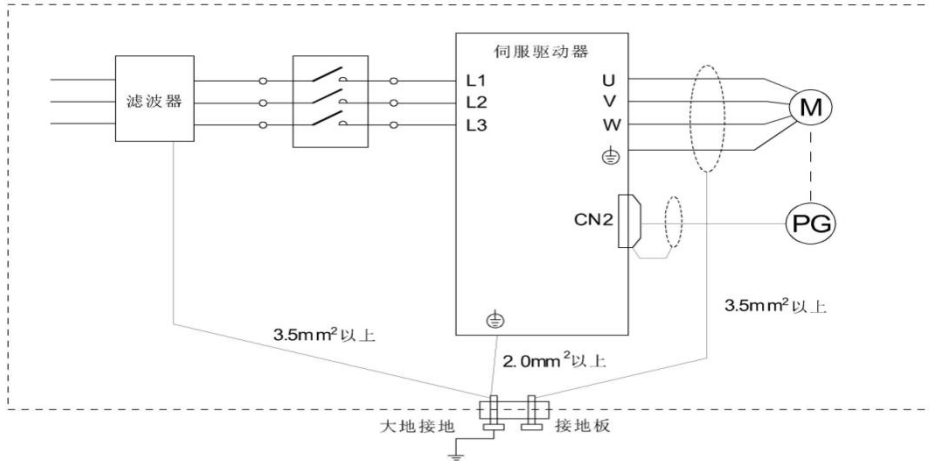 伺服驱动器
滤波器
L1
L2
L3
U
V
W
M
CN2
PG
3.5mm²以上
2.0mm²以上
3.5mm²以上
大地接地
接地板